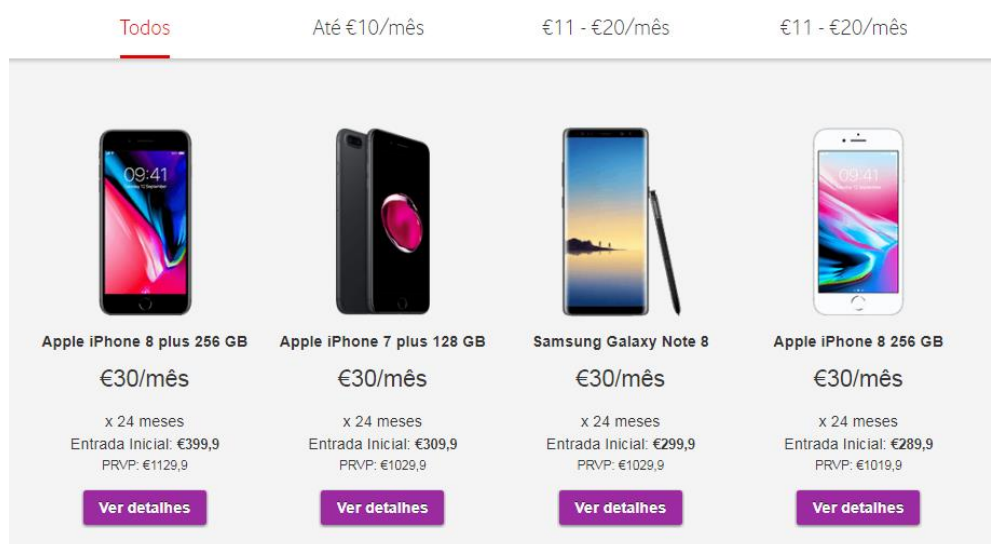 Todos
Até €10/mês
€11 - €20/mês
€11 - €20/mês
09:41
09:41
Apple iPhone 8 plus 256 GB
€30/mês
x 24 meses
Entrada Inicial: €399,9
PRVP: €1129,9
Ver detalhes
Apple iPhone 7 plus 128 GB
€30/mês
x 24 meses
Entrada Inicial: €309,9
PRVP: €1029,9
Ver detalhes
Samsung Galaxy Note 8
€30/mês
x 24 meses
Entrada Inicial: €299,9
PRVP: €1029,9
Ver detalhes
Apple iPhone 8 256 GB
€30/mês
x 24 meses
Entrada Inicial: €289,9
PRVP: €1019,9
Ver detalhes